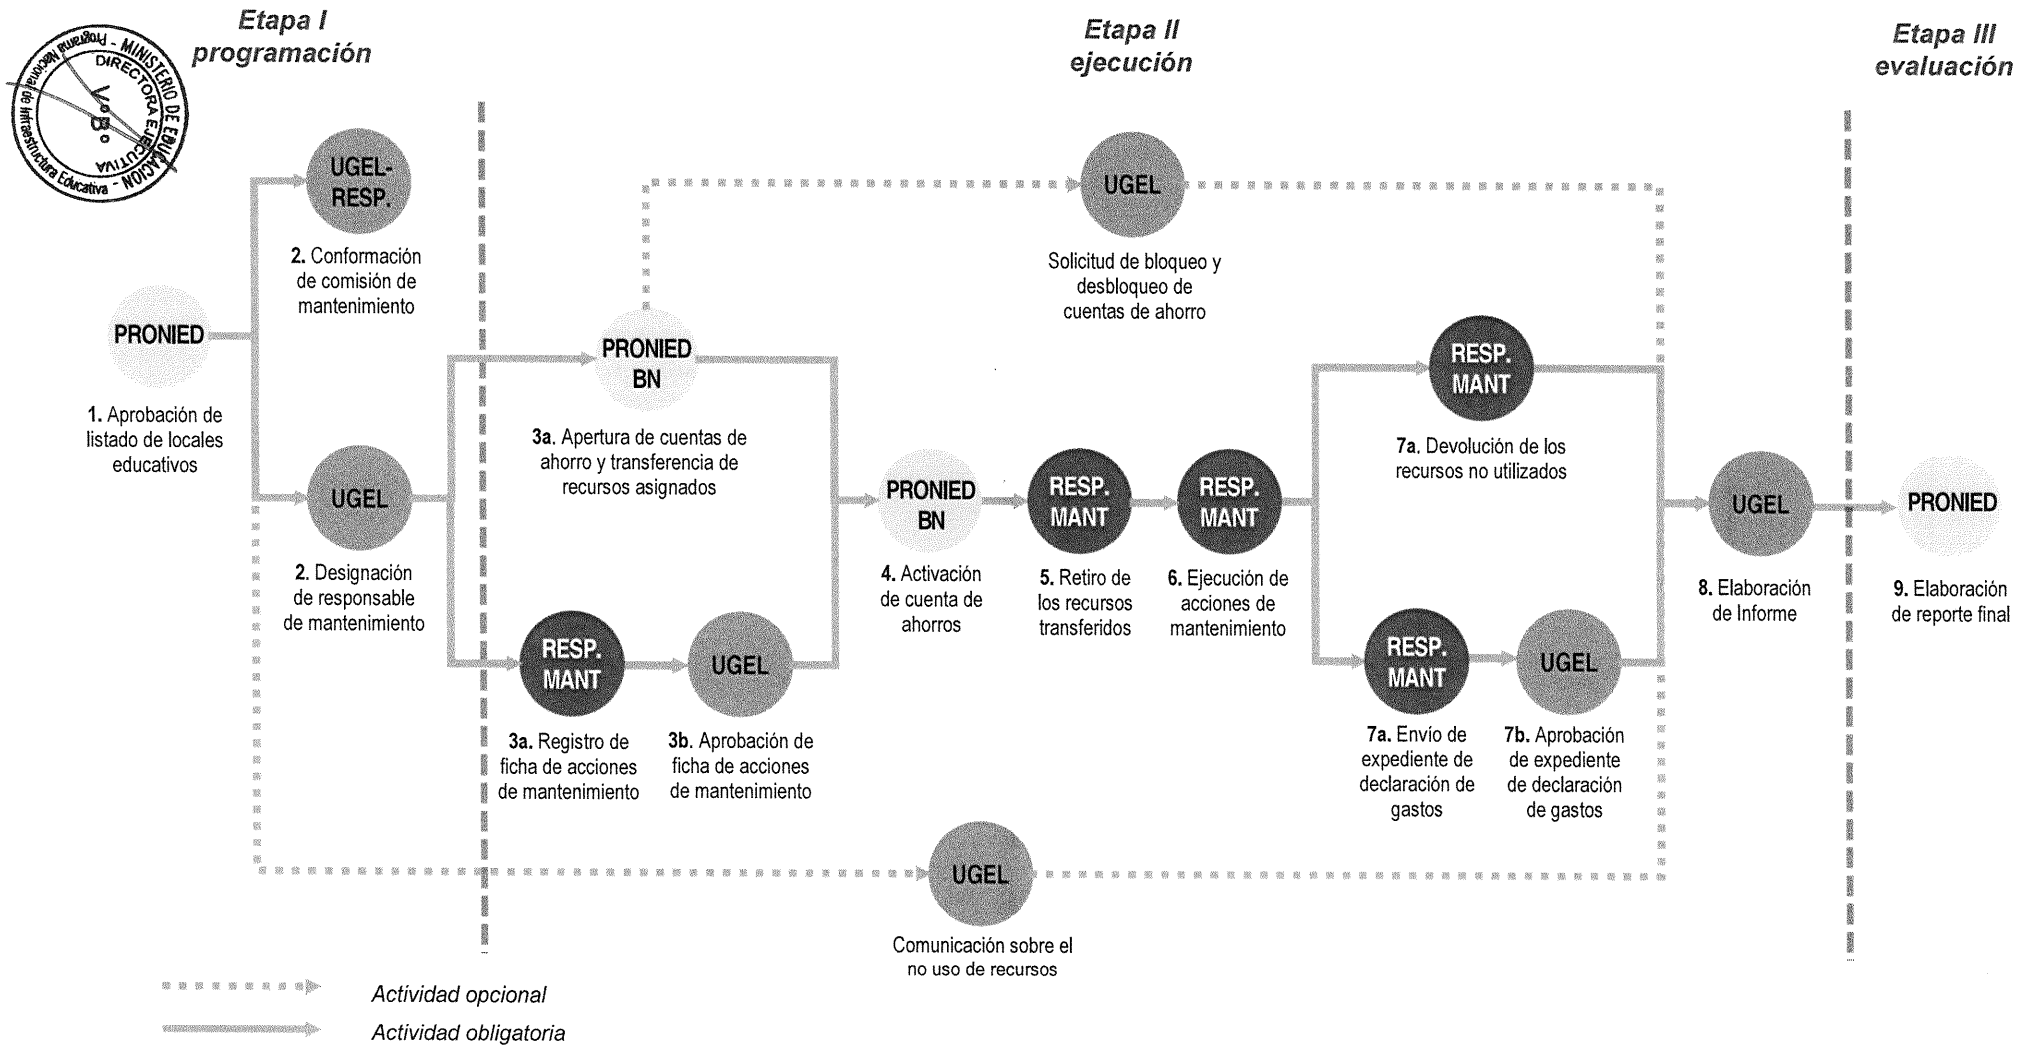 Etapa I
programación
Etapa II
ejecución
Etapa III
evaluación
MINISTERIO DE EDUCACIÓN - Programa Nacional de Infraestructura Educativa -
DIRECTORA EJECUTIVA
V°B°
UGEL-
RESP.
2. Conformación
de comisión de
mantenimiento
UGEL
Solicitud de bloqueo y
desbloqueo de
cuentas de ahorro
PRONIED
1. Aprobación de
listado de locales
educativos
UGEL
2. Designación
de responsable
de mantenimiento
PRONIED
BN
3a. Apertura de cuentas de
ahorro y transferencia de
recursos asignados
RESP.
MANT
3a. Registro de
ficha de acciones
de mantenimiento
UGEL
3b. Aprobación de
ficha de acciones
de mantenimiento
PRONIED
BN
4. Activación
de cuenta de
ahorros
RESP.
MANT
5. Retiro de
los recursos
transferidos
RESP.
MANT
6. Ejecución de
acciones de
mantenimiento
RESP.
MANT
7a. Devolución de los
recursos no utilizados
RESP.
MANT
7a. Envío de
expediente de
declaración de
gastos
UGEL
7b. Aprobación
de expediente
de declaración
de gastos
UGEL
8. Elaboración
de Informe
PRONIED
9. Elaboración
de reporte final
UGEL
Comunicación sobre el
no uso de recursos
Actividad opcional
Actividad obligatoria